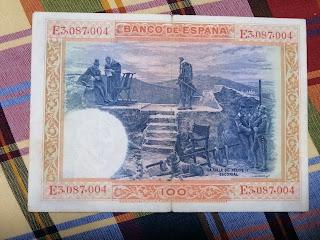 E3,087,004 BANCO DE ESPAÑA E3,087,004
LA SILLA DE FELIPE II
ESCORIAL
E3,087,004 100 E3,087,004